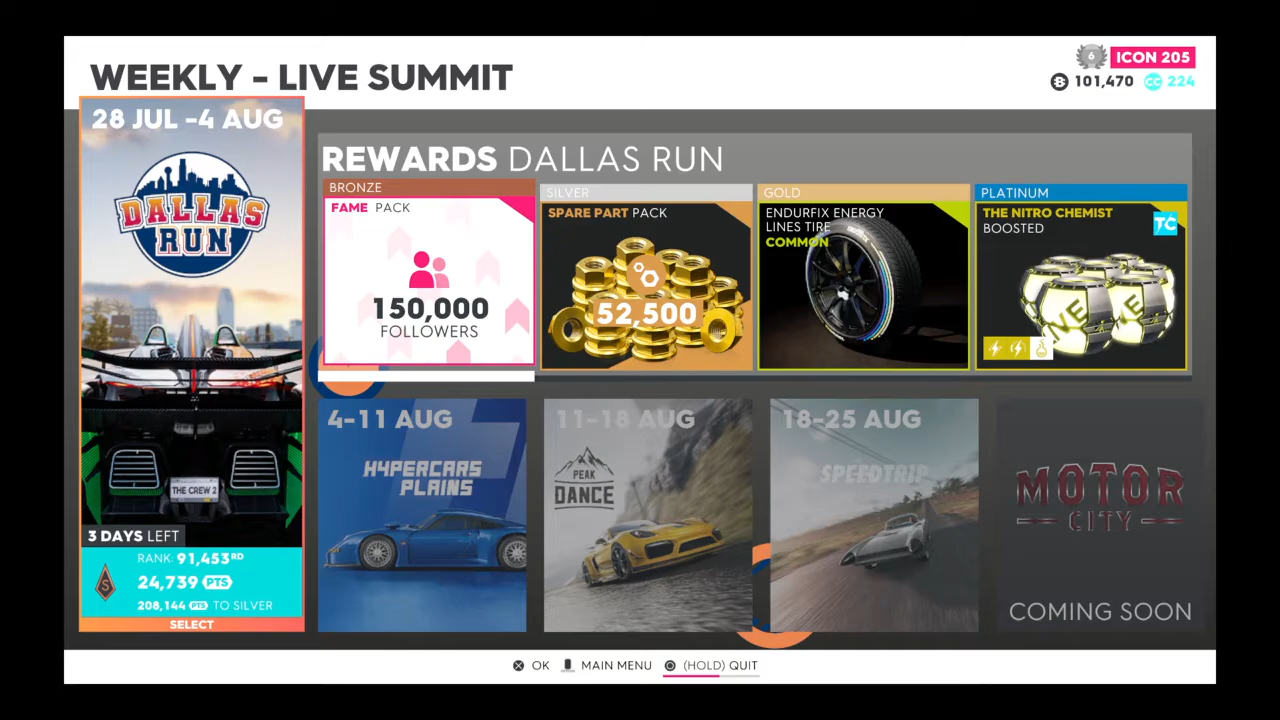 WEEKLY - LIVE SUMMIT
6
ICON 205
101,470
CC 224
28 JUL -4 AUG
DALLAS
RUN
THE CREW 2
3 DAYS LEFT
RANK: 91,453RD
S
24,739 PTS
208,144 PTS TO SILVER
SELECT
REWARDS DALLAS RUN
BRONZE
FAME PACK
150,000
FOLLOWERS
SILVER
SPARE PART PACK
52,500
GOLD
ENDURFIX ENERGY
LINES TIRE
COMMON
PLATINUM
THE NITRO CHEMIST
BOOSTED
TC
LIVE
LIVE
4-11 AUG
HYPERCARS
PLAINS
11-18 AUG
PEAK
DANCE
18-25 AUG
SPEEDTRIP
MOTOR
CITY
COMING SOON
OK
MAIN MENU
(HOLD) QUIT